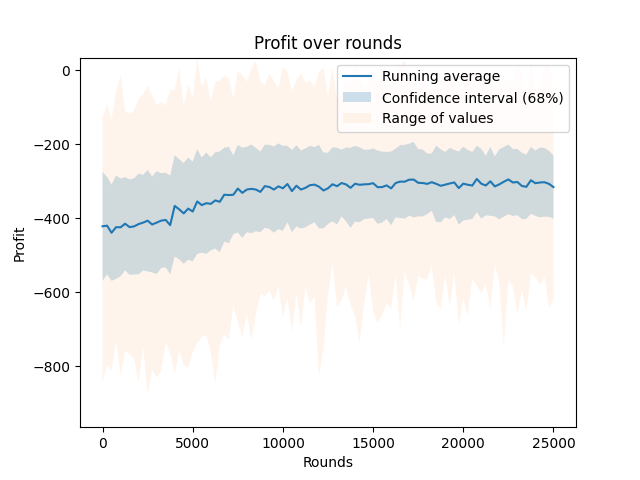 Profit over rounds
Running average
Confidence interval (68%)
Range of values
0
−200
−400
−600
−800
Profit
0
5000
10000
15000
20000
25000
Rounds